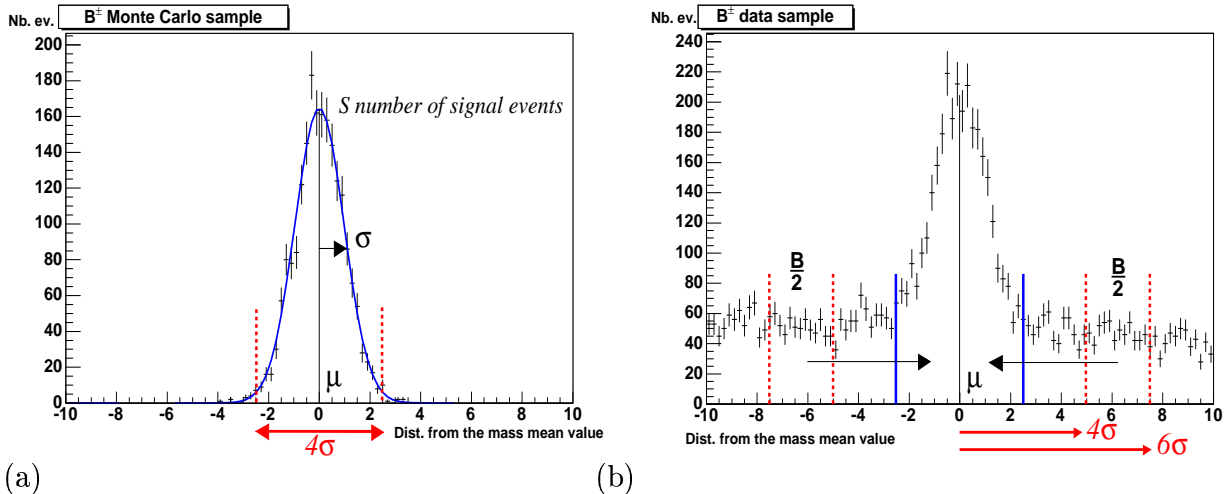 B± Monte Carlo sample
Nb. ev.
200
180
160
140
120
100
80
60
40
20
0
S number of signal events
σ
μ
-10 -8 -6 -4 -2 0 2 4 6 8 10
Dist. from the mass mean value
4σ
(a)
B± data sample
Nb. ev.
240
220
200
180
160
140
120
100
80
60
40
20
0
B
2
B
2
μ
-10 -8 -6 -4 -2 0 2 4 6 8 10
Dist. from the mass mean value
4σ
6σ
(b)